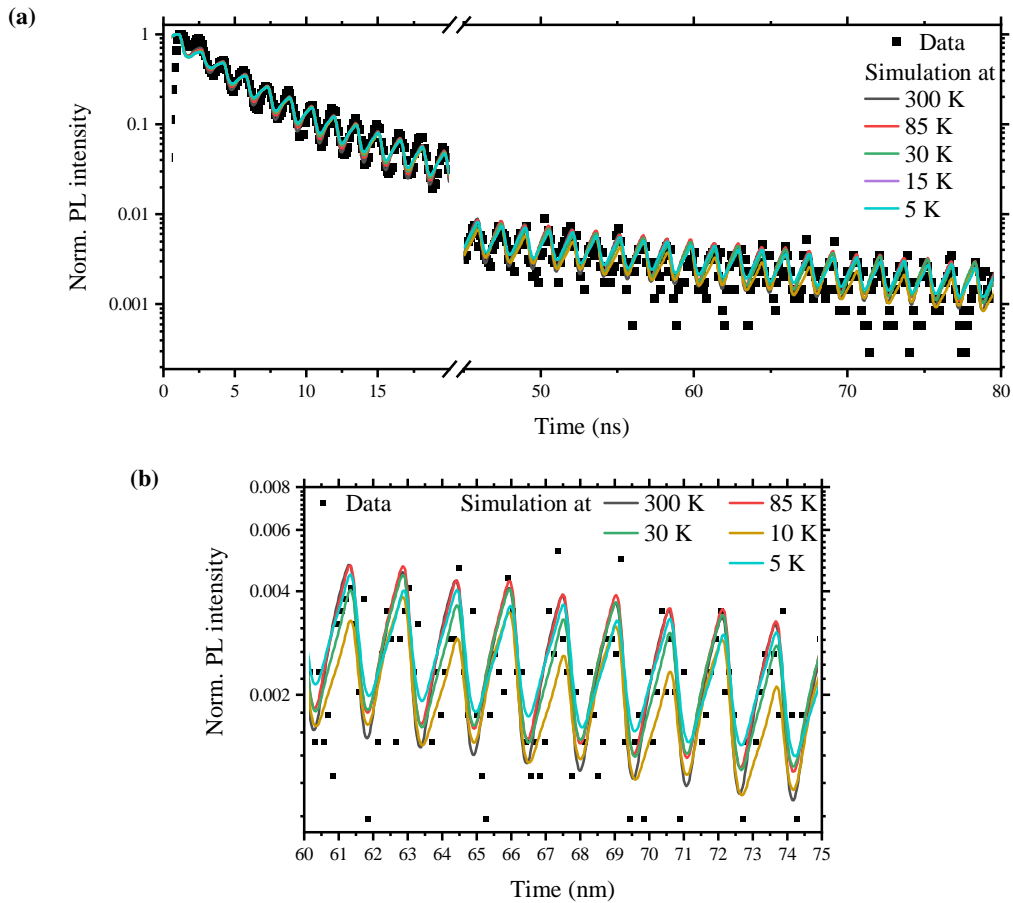 (a)
Norm. PL intensity
1
0.1
0.01
0.001
Data
Simulation at
300 K
85 K
30 K
15 K
5 K
0 5 10 15 50 60 70 80
Time (ns)
(b)
Norm. PL intensity
0.008
0.004
0.002
Data Simulation at 300 K 85 K
30 K 10 K
5 K
60 61 62 63 64 65 66 67 68 69 70 71 72 73 74 75
Time (nm)